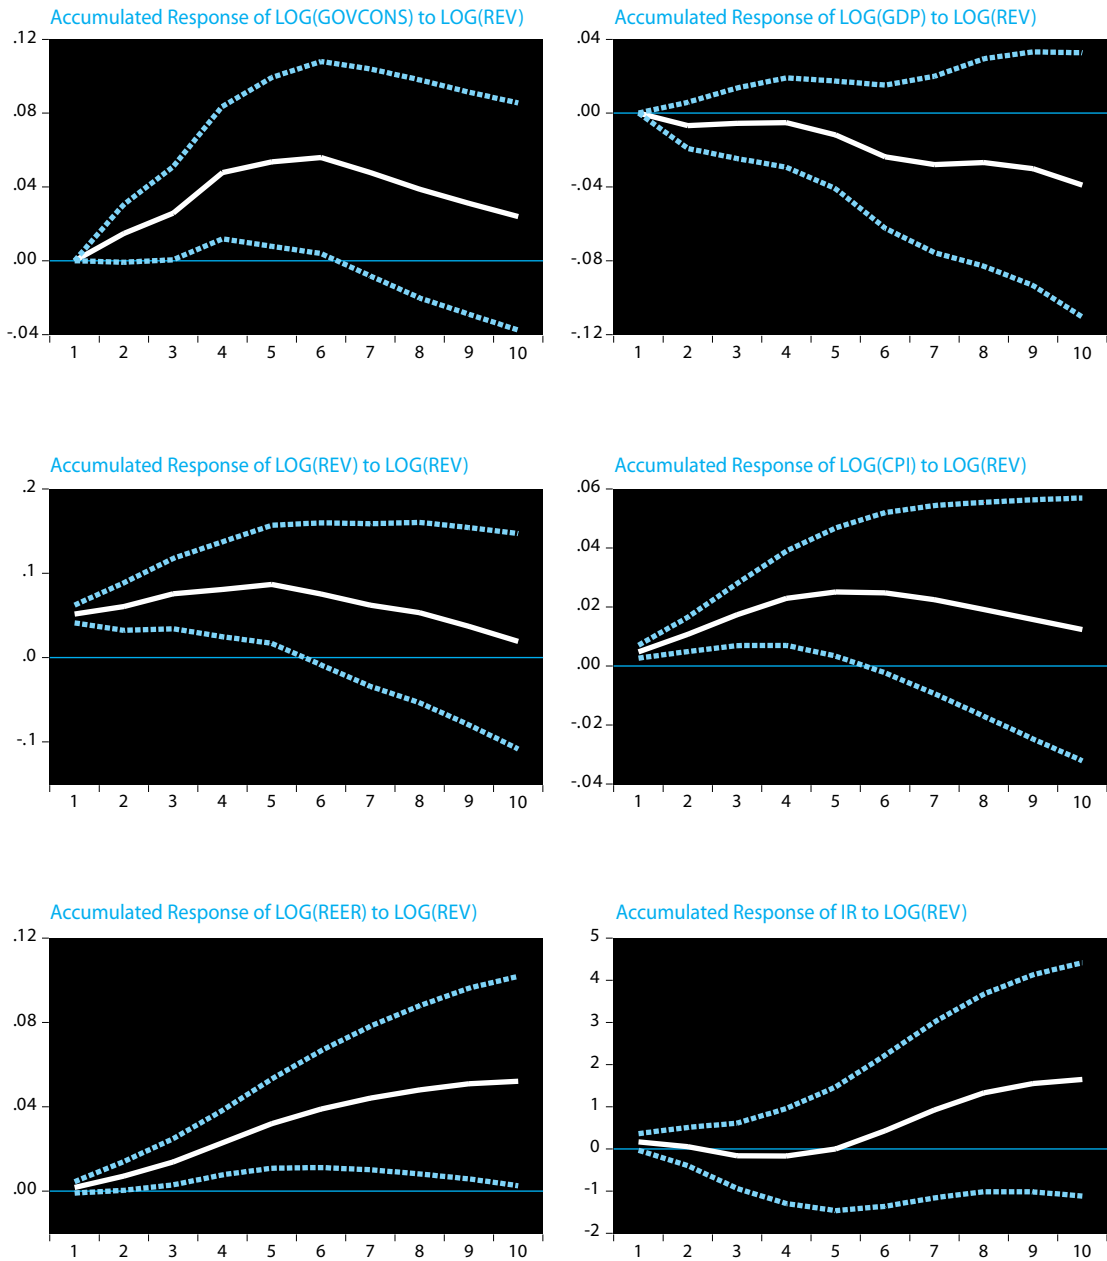 Accumulated Response of LOG(GOVCONS) to LOG(REV)
.12
.08
.04
.00
-.04
1 2 3 4 5 6 7 8 9 10
Accumulated Response of LOG(GDP) to LOG(REV)
.04
.00
-.04
-.08
-.12
1 2 3 4 5 6 7 8 9 10
Accumulated Response of LOG(REV) to LOG(REV)
.2
.1
.0
-.1
1 2 3 4 5 6 7 8 9 10
Accumulated Response of LOG(CPI) to LOG(REV)
.06
.04
.02
.00
-.02
-.04
1 2 3 4 5 6 7 8 9 10
Accumulated Response of LOG(REER) to LOG(REV)
.12
.08
.04
.00
1 2 3 4 5 6 7 8 9 10
Accumulated Response of IR to LOG(REV)
5
4
3
2
1
0
-1
-2
1 2 3 4 5 6 7 8 9 10